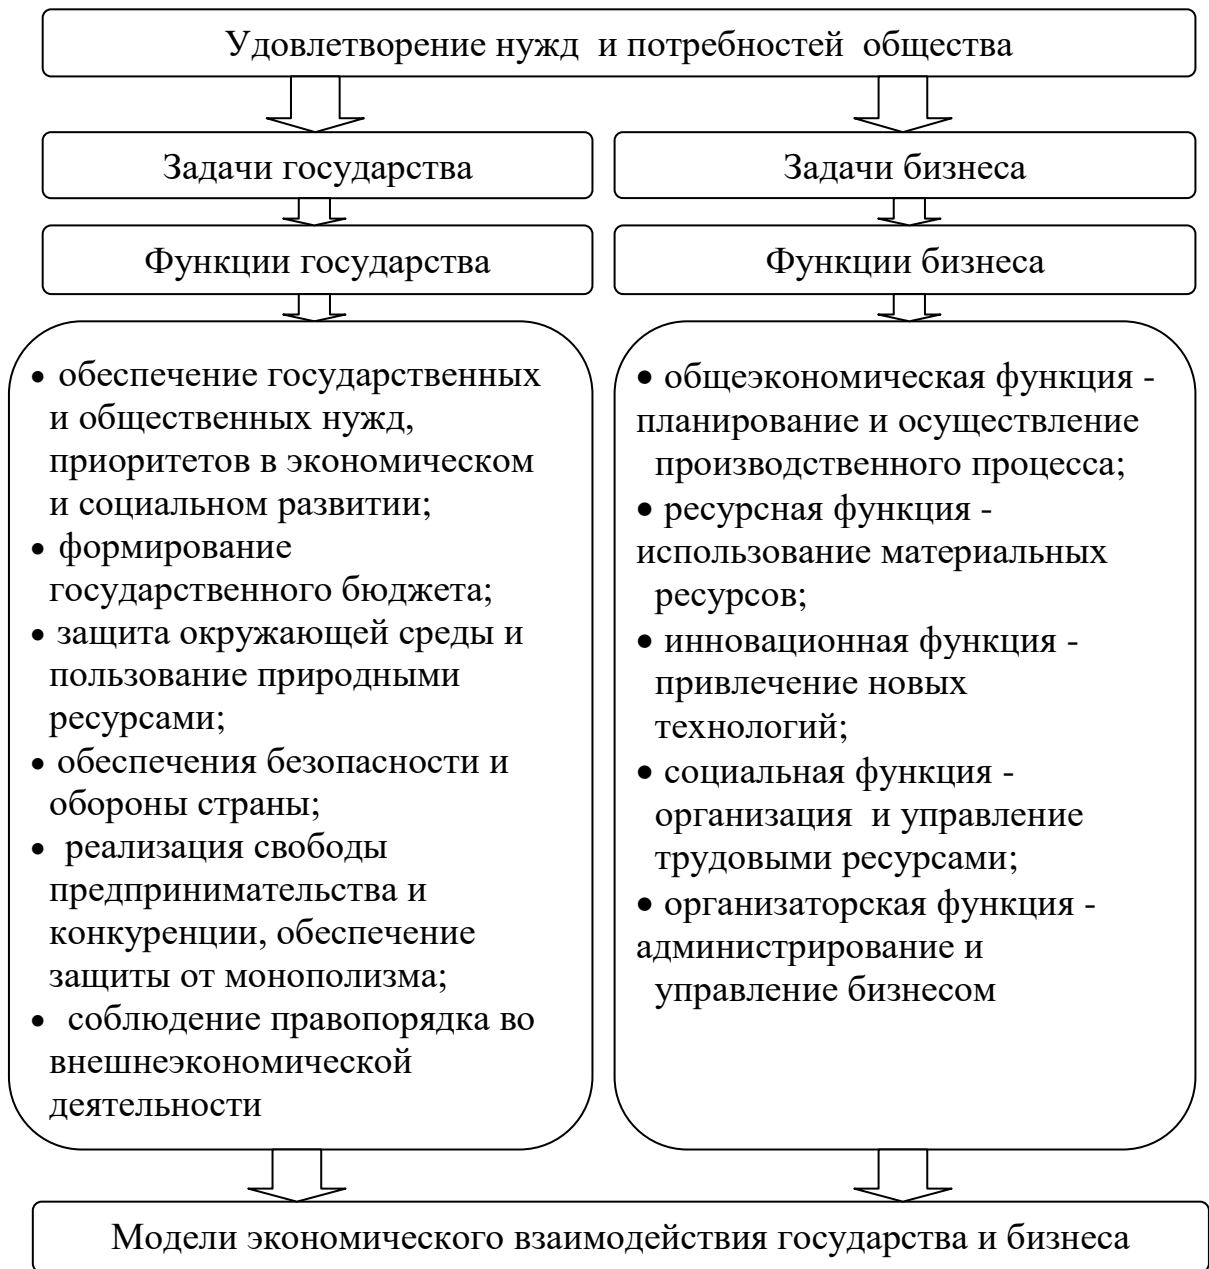 Удовлетворение нужд и потребностей общества
Задачи государства
Задачи бизнеса
Функции государства
Функции бизнеса
• обеспечение государственных
и общественных нужд,
приоритетов в экономическом
и социальном развитии;
• формирование
государственного бюджета;
• защита окружающей среды и
пользование природными
ресурсами;
• обеспечения безопасности и
обороны страны;
• реализация свободы
предпринимательства и
конкуренции, обеспечение
защиты от монополизма;
• соблюдение правопорядка во
внешнеэкономической
деятельности
• общеэкономическая функция -
планирование и осуществление
производственного процесса;
• ресурсная функция -
использование материальных
ресурсов;
• инновационная функция -
привлечение новых
технологий;
• социальная функция -
организация и управление
трудовыми ресурсами;
• организаторская функция -
администрирование и
управление бизнесом
Модели экономического взаимодействия государства и бизнеса